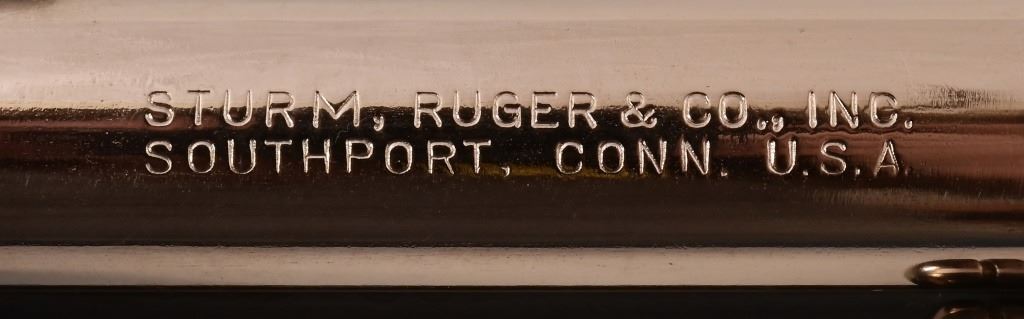 STURM, RUGER & CO., INC.
SOUTHPORT, CONN. U.S.A.